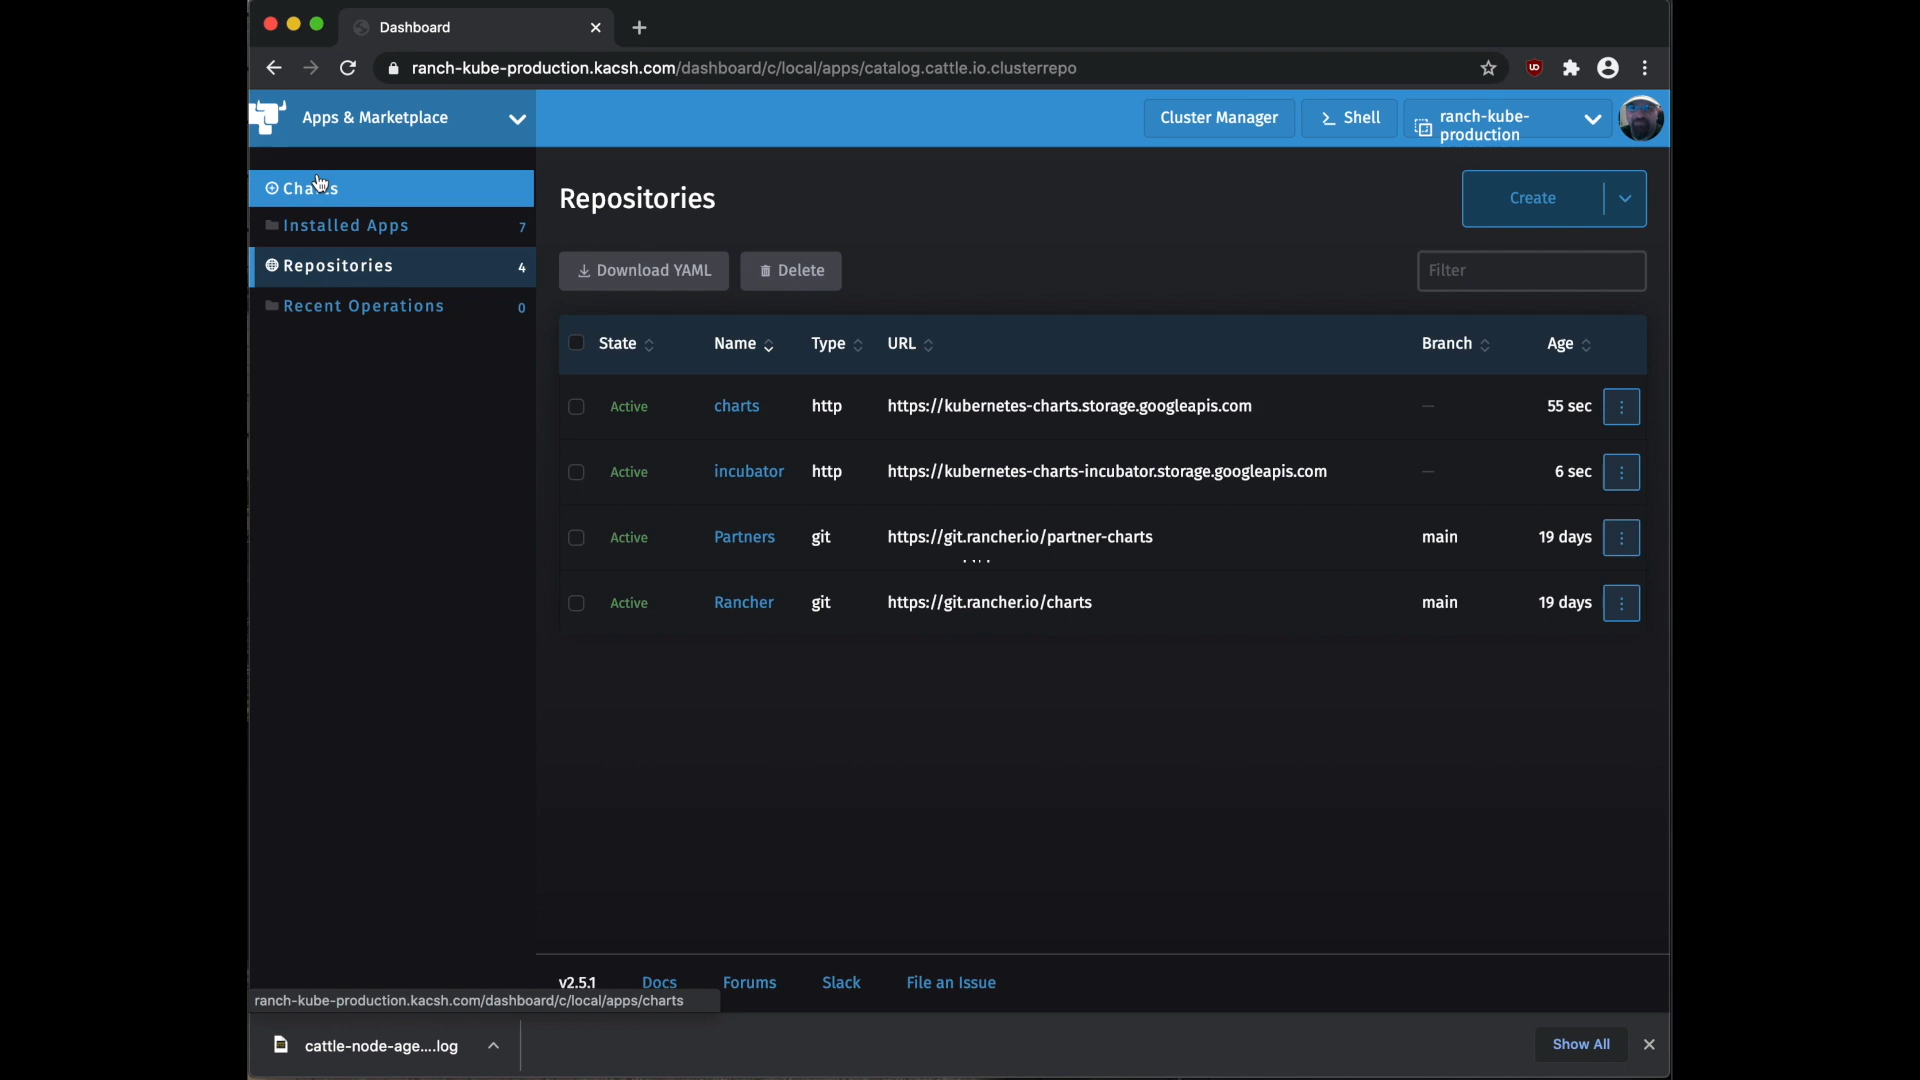 Dashboard
ranch-kube-production.kacsh.com/dashboard/c/local/apps/catalog.cattle.io.clusterrepo
Apps & Marketplace
Cluster Manager
Shell
ranch-kube-
production
Charts
Installed Apps 7
Repositories 4
Recent Operations 0
Repositories
Create
Download YAML
Delete
Filter
State Name Type URL Branch Age
Active charts http https://kubernetes-charts.storage.googleapis.com — 55 sec
Active incubator http https://kubernetes-charts-incubator.storage.googleapis.com — 6 sec
Active Partners git https://git.rancher.io/partner-charts main 19 days
Active Rancher git https://git.rancher.io/charts main 19 days
v2.5.1 Docs Forums Slack File an Issue
ranch-kube-production.kacsh.com/dashboard/c/local/apps/charts
cattle-node-age....log
Show All